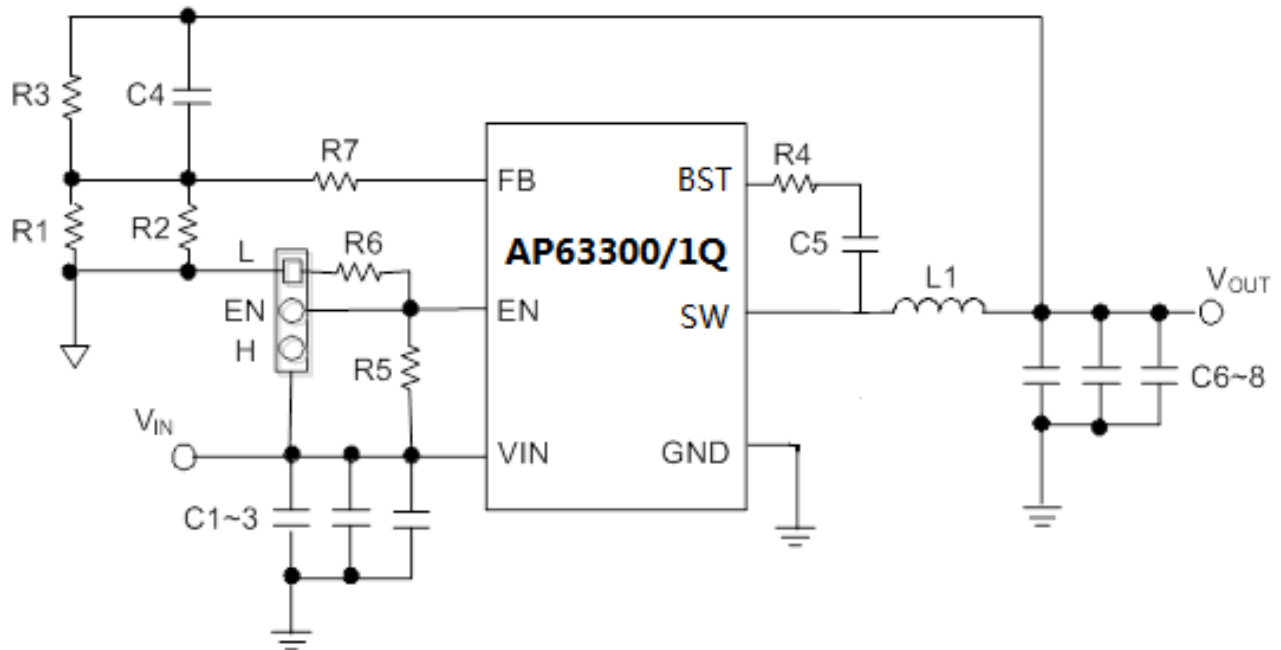 R3
C4
R7
FB
BST
R4
R1
R2
L
R6
AP63300/1Q
C5
EN
EN
SW
L1
VOUT
H
R5
C6~8
VIN
VIN
GND
C1~3